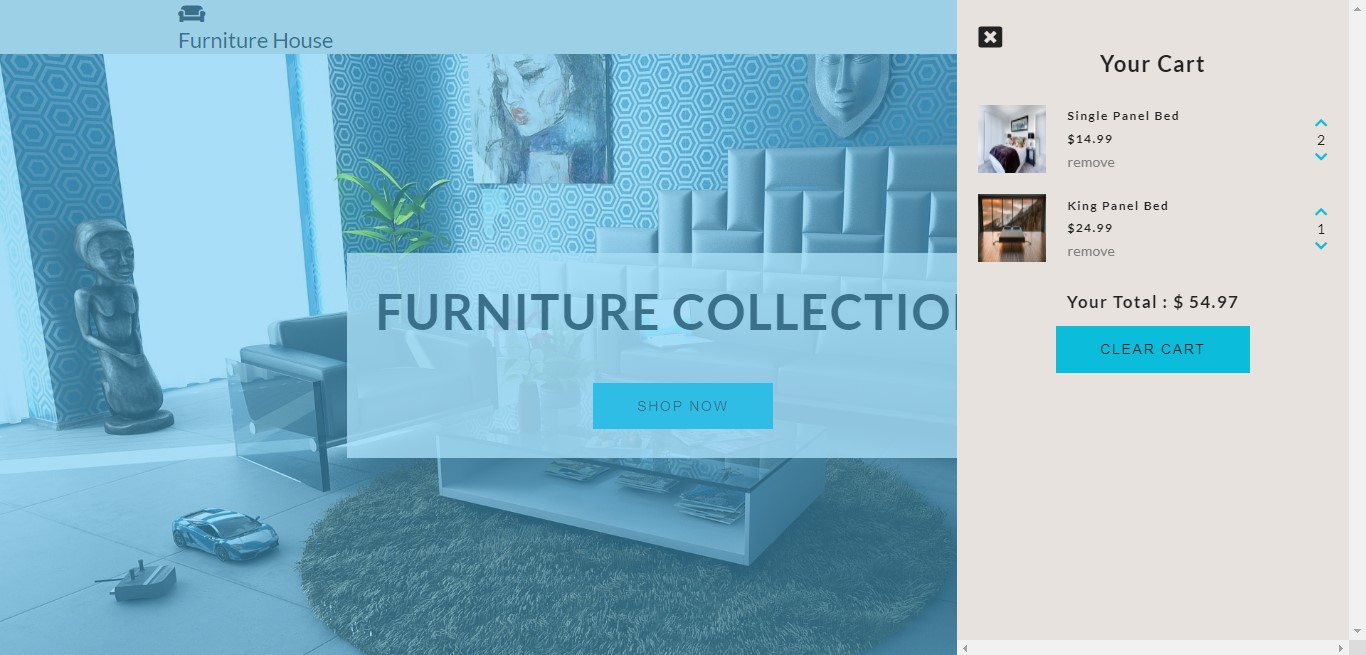 Furniture House
FURNITURE COLLECTIO
SHOP NOW
Your Cart
Single Panel Bed
$14.99
remove
2
King Panel Bed
$24.99
remove
1
Your Total : $ 54.97
CLEAR CART